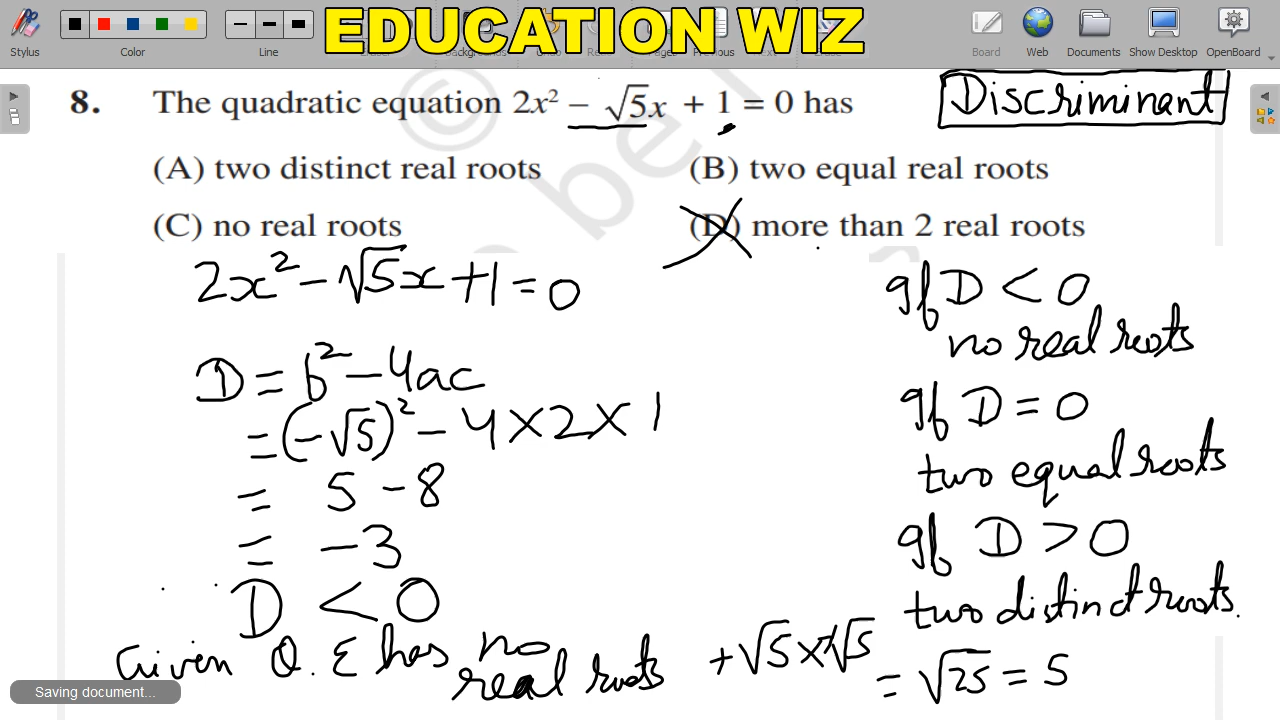 EDUCATION WIZ
Stylus Color Line Board Web Documents Show Desktop OpenBoard
8. The quadratic equation 2x² – √5x + 1 = 0 has
Discriminant
(A) two distinct real roots (B) two equal real roots
(C) no real roots (D) more than 2 real roots
2x² – √5x + 1 = 0
D = b² – 4ac
= (–√5)² – 4 × 2 × 1
= 5 – 8
= –3
D < 0
Given Q.E has no real roots
If D < 0
no real roots
If D = 0
two equal roots
If D > 0
two distinct roots.
= √25 = 5
Saving document...